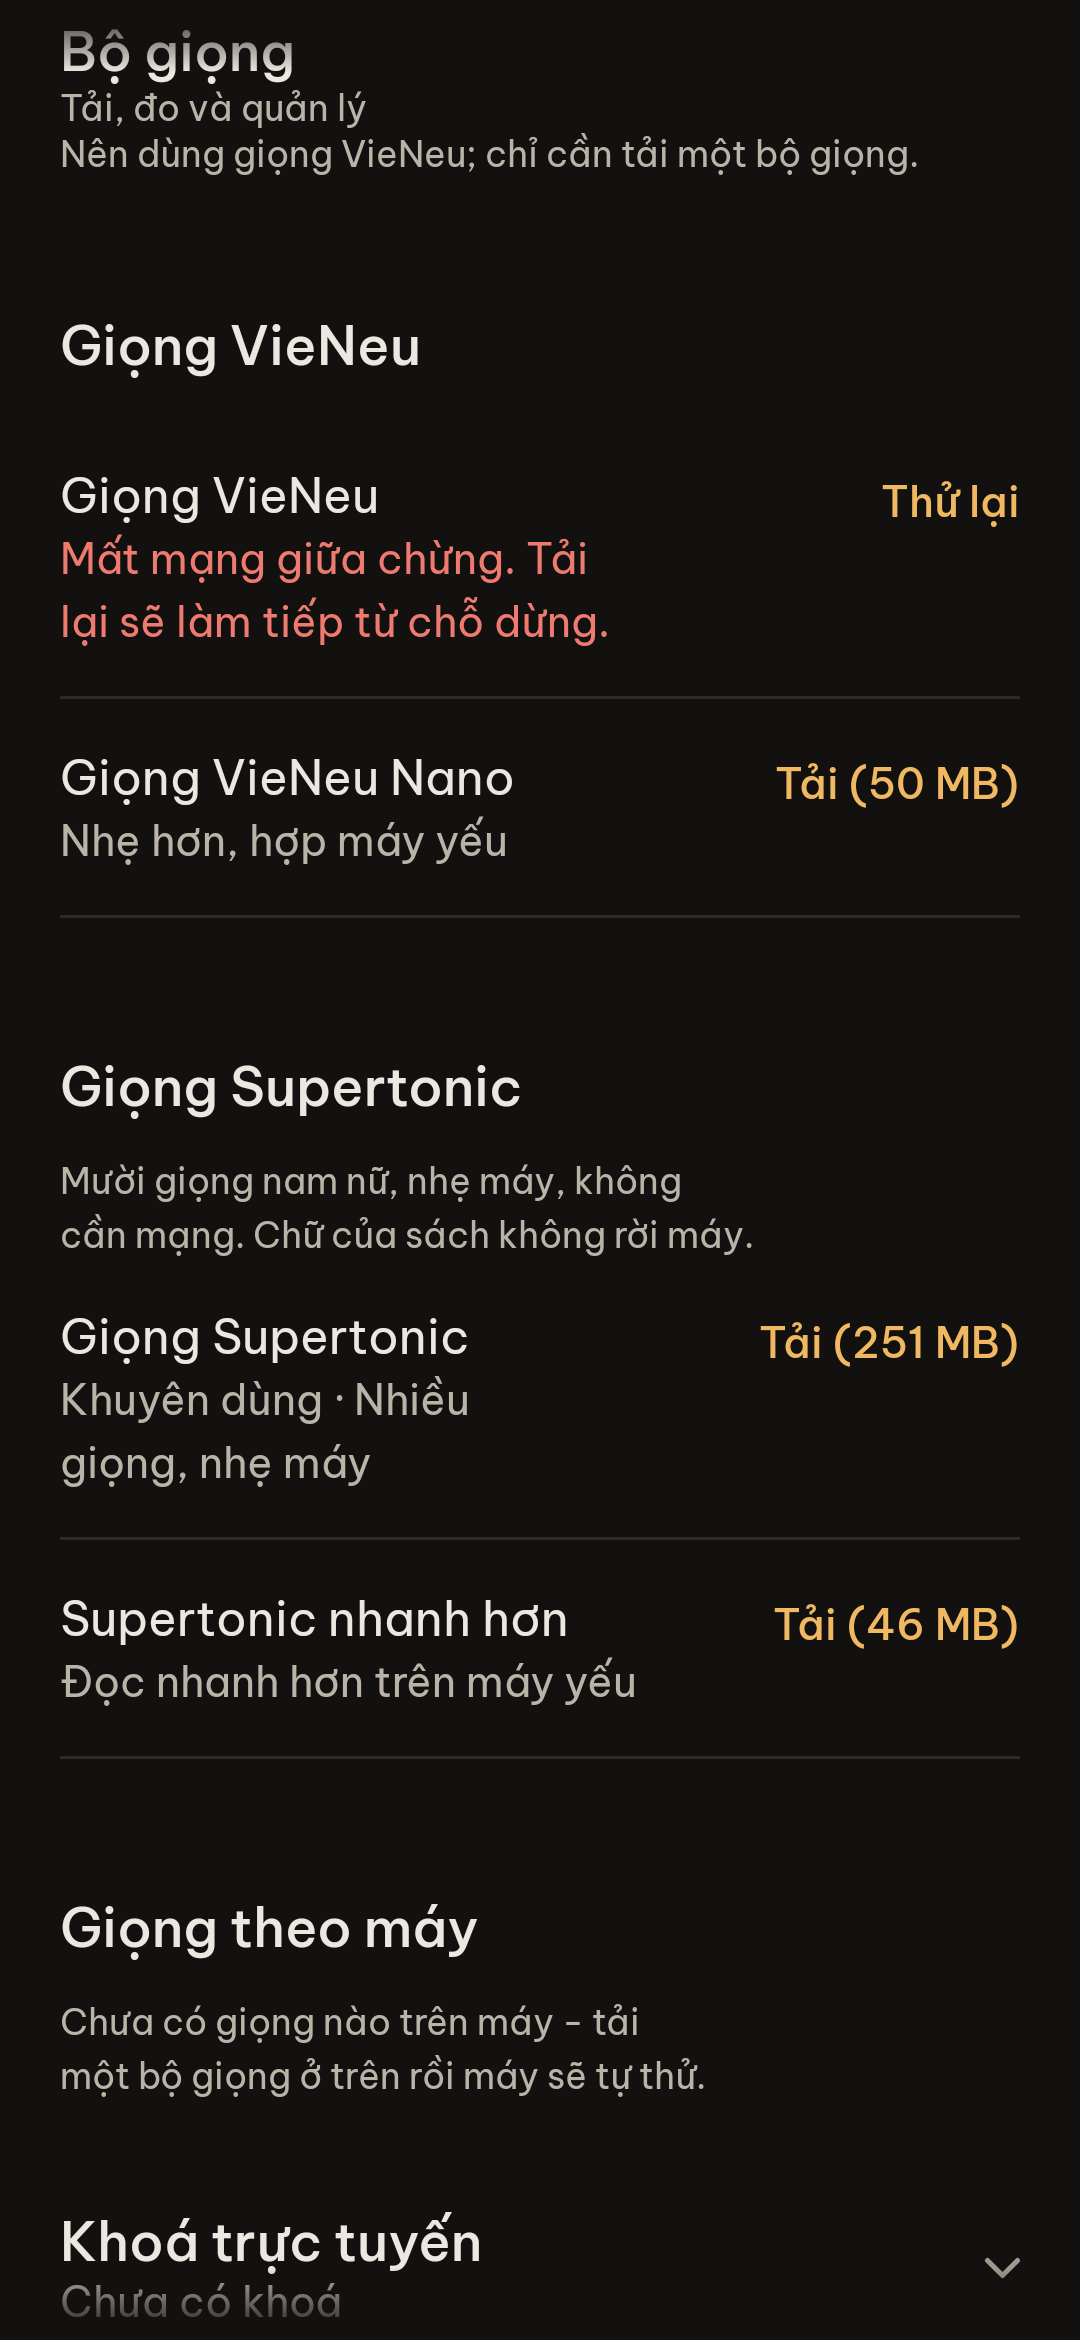 Bộ giọng
Tải, đo và quản lý
Nên dùng giọng VieNeu; chỉ cần tải một bộ giọng.
Giọng VieNeu
Giọng VieNeu
Thử lại
Mất mạng giữa chừng. Tải
lại sẽ làm tiếp từ chỗ dừng.
Giọng VieNeu Nano
Tải (50 MB)
Nhẹ hơn, hợp máy yếu
Giọng Supertonic
Mười giọng nam nữ, nhẹ máy, không
cần mạng. Chữ của sách không rời máy.
Giọng Supertonic
Tải (251 MB)
Khuyên dùng · Nhiều
giọng, nhẹ máy
Supertonic nhanh hơn
Tải (46 MB)
Đọc nhanh hơn trên máy yếu
Giọng theo máy
Chưa có giọng nào trên máy – tải
một bộ giọng ở trên rồi máy sẽ tự thử.
Khoá trực tuyến
Chưa có khoá